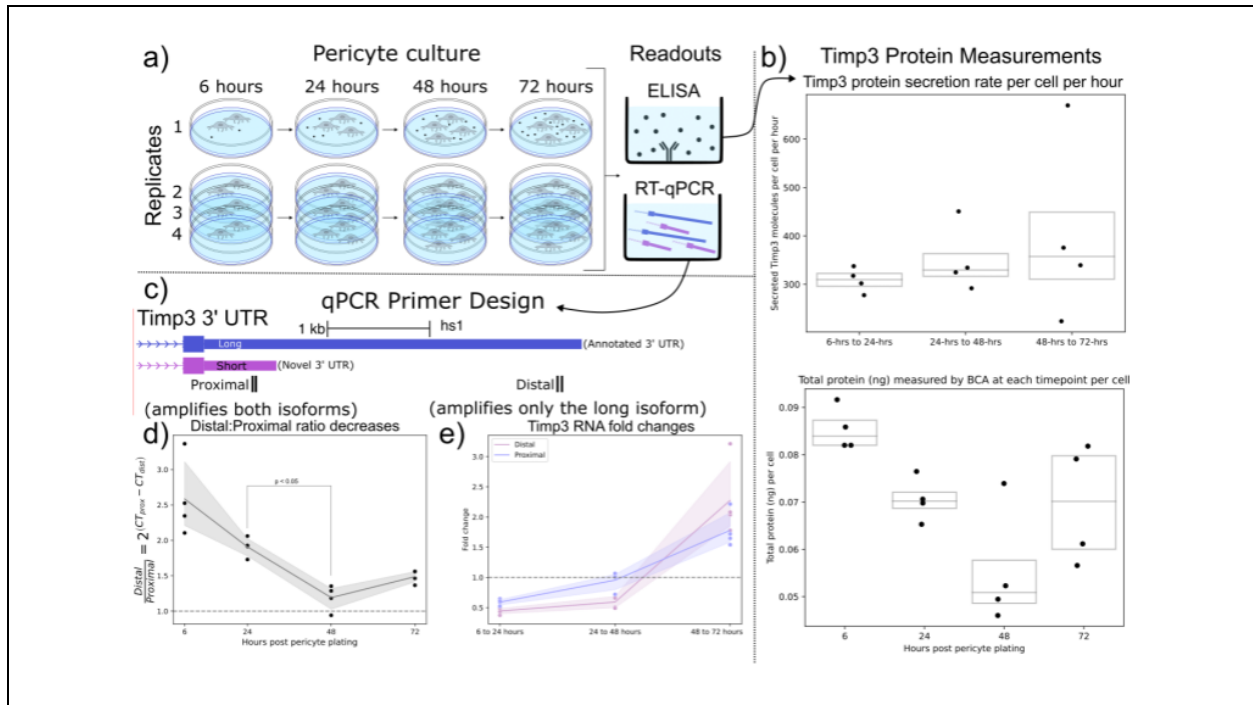 a)
Pericyte culture
6 hours
24 hours
48 hours
72 hours
Replicates
1
2
3
4
Readouts
ELISA
RT-qPCR
b)
Timp3 Protein Measurements
Timp3 protein secretion rate per cell per hour
Secreted Timp3 molecules per cell per hour
600
500
400
300
6-hrs to 24-hrs
24-hrs to 48-hrs
48-hrs to 72-hrs
Total protein (ng) measured by BCA at each timepoint per cell
Total protein (ng) per cell
0.09
0.08
0.07
0.06
0.05
6
24
48
72
Hours post pericyte plating
c)
qPCR Primer Design
Timp3 3' UTR
1 kb
hs1
Long
(Annotated 3' UTR)
Short
(Novel 3' UTR)
Proximal
Distal
(amplifies both isoforms)
(amplifies only the long isoform)
d)
Distal:Proximal ratio decreases
Distal/Proximal = 2^(CT_prox − CT_dist)
3.0
2.5
2.0
1.5
1.0
p < 0.05
6
24
48
72
Hours post pericyte plating
e)
Timp3 RNA fold changes
Distal
Proximal
Fold change
3.0
2.5
2.0
1.5
1.0
0.5
6 to 24 hours
24 to 48 hours
48 to 72 hours